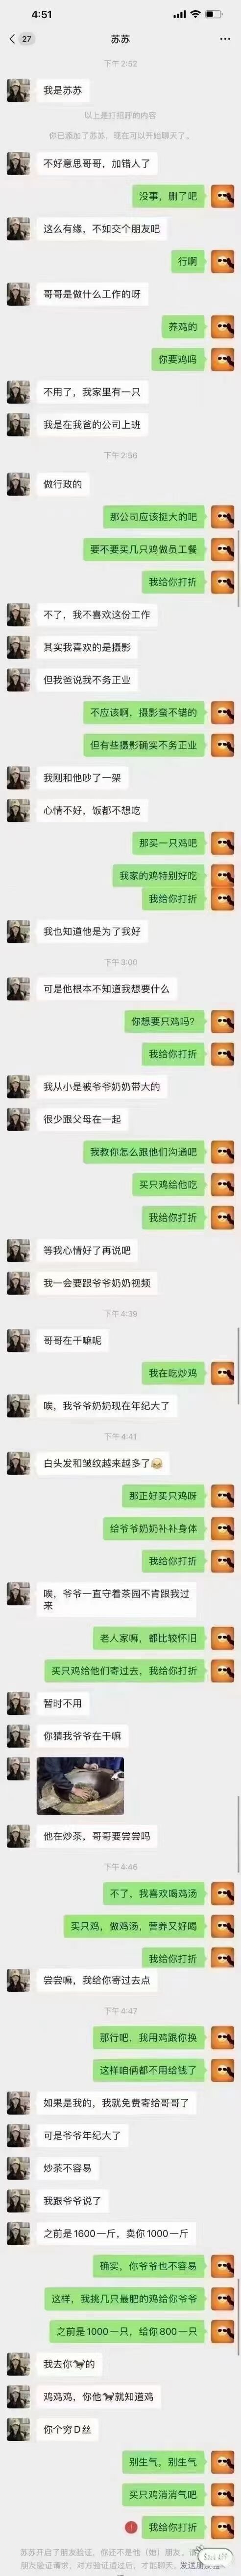 4:51
27
苏苏
下午2:52
我是苏苏
以上是打招呼的内容
你已添加了苏苏，现在可以开始聊天了。
不好意思哥哥，加错人了
没事，删了吧
这么有缘，不如交个朋友吧
行啊
哥哥是做什么工作的呀
养鸡的
你要鸡吗
不用了，我家里有一只
我是在我爸的公司上班
下午2:56
做行政的
那公司应该挺大的吧
要不要买几只鸡做员工餐
我给你打折
不了，我不喜欢这份工作
其实我喜欢的是摄影
但我爸说我不务正业
不应该啊，摄影蛮不错的
但有些摄影确实不务正业
我刚和他吵了一架
心情不好，饭都不想吃
那买一只鸡吧
我家的鸡特别好吃
我给你打折
我也知道他是为了我好
下午3:00
可是他根本不知道我想要什么
你想要只鸡吗?
我给你打折
我从小是被爷爷奶奶带大的
很少跟父母在一起
我教你怎么跟他们沟通吧
买只鸡给他吃
我给你打折
等我心情好了再说吧
我一会要跟爷爷奶奶视频
下午4:39
哥哥在干嘛呢
我在吃炒鸡
唉，我爷爷奶奶现在年纪大了
下午4:41
白头发和皱纹越来越多了😂
那正好买只鸡呀
给爷爷奶奶补补身体
我给你打折
唉，爷爷一直守着茶园不肯跟我过
来
老人家嘛，都比较怀旧
买只鸡给他们寄过去，我给你打折
暂时不用
你猜我爷爷在干嘛
他在炒茶，哥哥要尝尝吗
下午4:46
不了，我喜欢喝鸡汤
买只鸡，做鸡汤，营养又好喝
我给你打折
尝尝嘛，我给你寄过去点
下午4:47
那行吧，我用鸡跟你换
这样咱俩都不用给钱了
如果是我的，我就免费寄给哥哥了
可是爷爷年纪大了
炒茶不容易
我跟爷爷说了
之前是1600一斤，卖你1000一斤
确实，你爷爷也不容易
这样，我挑几只最肥的鸡给你爷爷
之前是1000一只，给你800一只
我去你🐎的
鸡鸡鸡，你他🐎就知道鸡
你个穷D丝
别生气，别生气
买只鸡消消气吧
我给你打折
苏苏开启了朋友验证，你还不是他（她）朋友。
朋友验证请求，对方验证通过后，才能聊天。发送朋友验